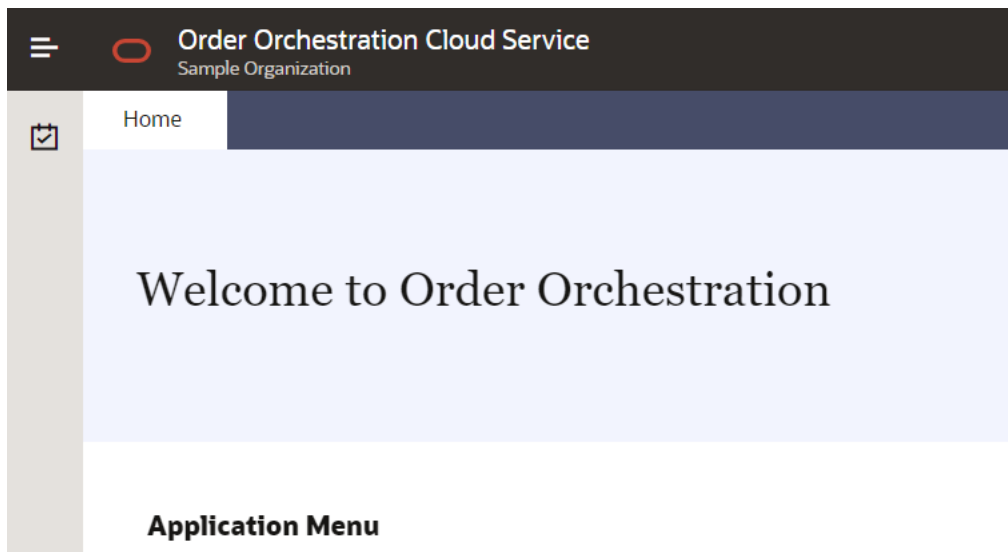 Order Orchestration Cloud Service
Sample Organization
Home
Welcome to Order Orchestration
Application Menu